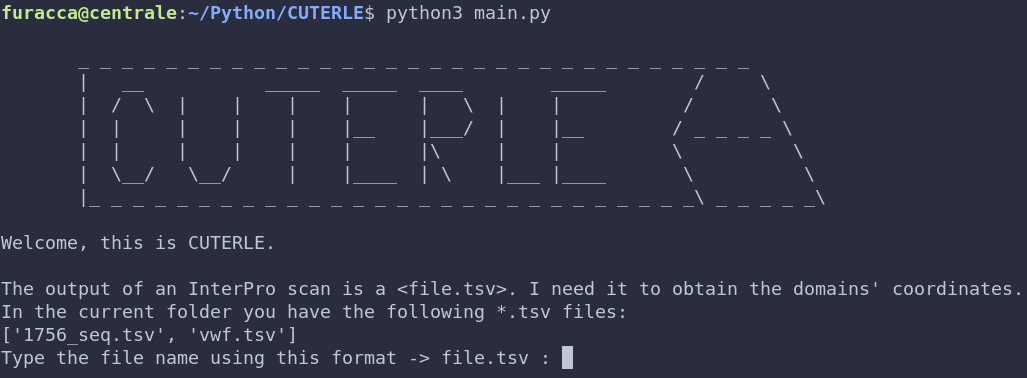 furacca@centrale:~/Python/CUTERLE$ python3 main.py
CUTERLE
Welcome, this is CUTERLE.
The output of an InterPro scan is a <file.tsv>. I need it to obtain the domains' coordinates.
In the current folder you have the following *.tsv files:
['1756_seq.tsv', 'vwf.tsv']
Type the file name using this format -> file.tsv :